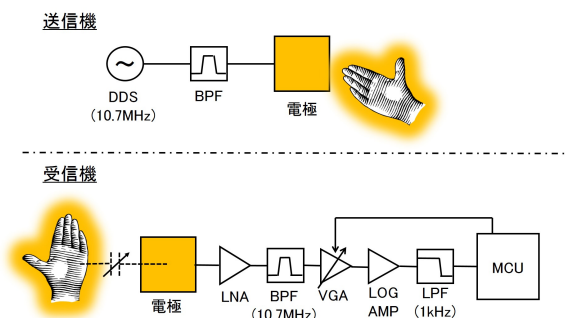 送信機
DDS
(10.7MHz)
BPF
電極
受信機
電極
LNA
BPF
(10.7MHz)
VGA
LOG
AMP
LPF
(1kHz)
MCU